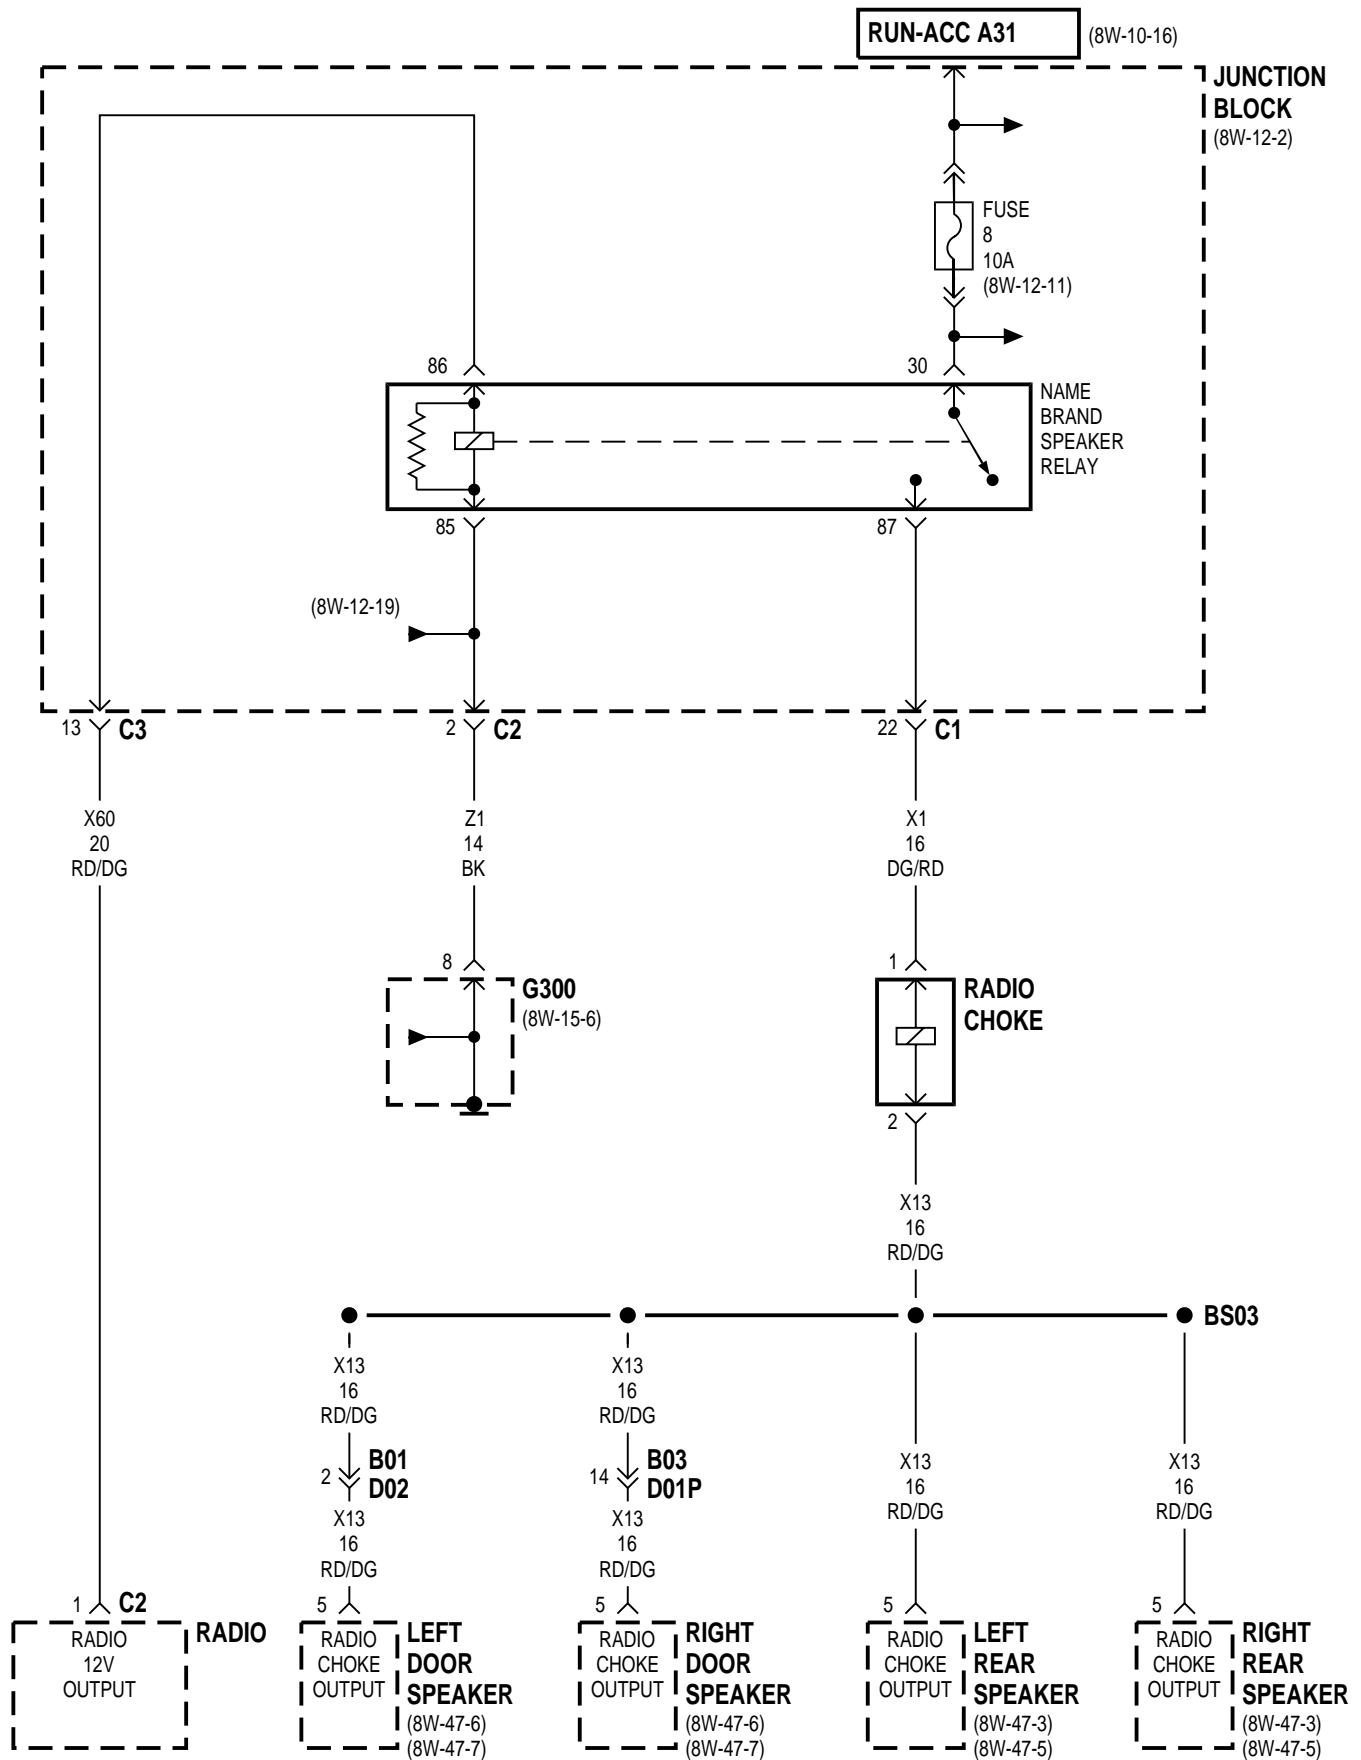 RUN-ACC A31
(8W-10-16)
JUNCTION
BLOCK
(8W-12-2)
FUSE
8
10A
(8W-12-11)
86
30
NAME
BRAND
SPEAKER
RELAY
85
87
(8W-12-19)
13
C3
2
C2
22
C1
X60
20
RD/DG
Z1
14
BK
X1
16
DG/RD
8
G300
(8W-15-6)
1
RADIO
CHOKE
2
X13
16
RD/DG
BS03
X13
16
RD/DG
X13
16
RD/DG
2
B01
D02
14
B03
D01P
X13
16
RD/DG
X13
16
RD/DG
X13
16
RD/DG
X13
16
RD/DG
1
C2
5
5
5
5
RADIO
12V
OUTPUT
RADIO
RADIO
CHOKE
OUTPUT
LEFT
DOOR
SPEAKER
(8W-47-6)
(8W-47-7)
RADIO
CHOKE
OUTPUT
RIGHT
DOOR
SPEAKER
(8W-47-6)
(8W-47-7)
RADIO
CHOKE
OUTPUT
LEFT
REAR
SPEAKER
(8W-47-3)
(8W-47-5)
RADIO
CHOKE
OUTPUT
RIGHT
REAR
SPEAKER
(8W-47-3)
(8W-47-5)